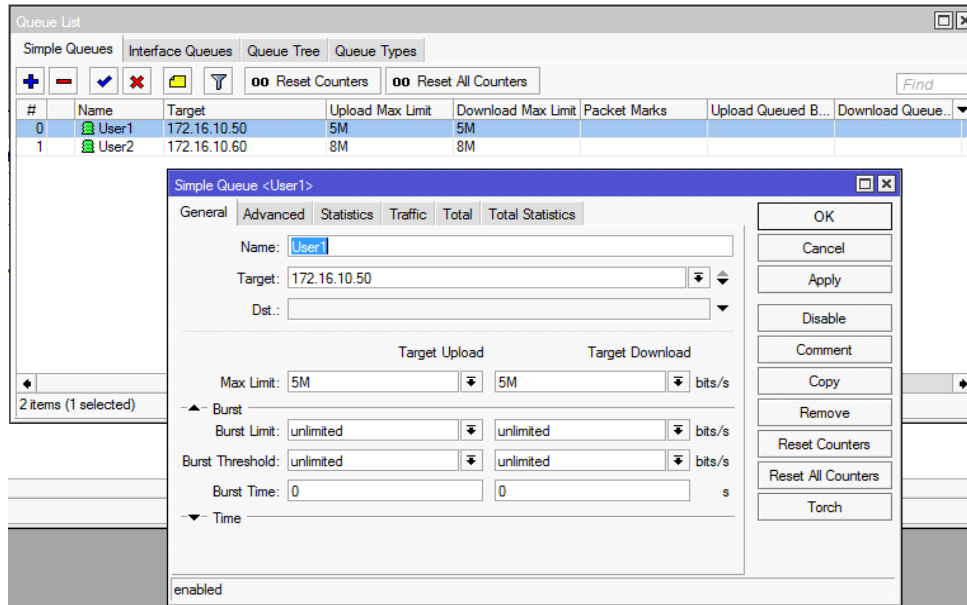 Queue List
Simple Queues Interface Queues Queue Tree Queue Types
00 Reset Counters 00 Reset All Counters Find
# Name Target Upload Max Limit Download Max Limit Packet Marks Upload Queued B... Download Queue...
0 User1 172.16.10.50 5M 5M
1 User2 172.16.10.60 8M 8M
2 items (1 selected)
Simple Queue <User1>
General Advanced Statistics Traffic Total Total Statistics
Name: User1
Target: 172.16.10.50
Dst.:
Target Upload Target Download
Max Limit: 5M 5M bits/s
Burst
Burst Limit: unlimited unlimited bits/s
Burst Threshold: unlimited unlimited bits/s
Burst Time: 0 0 s
Time
enabled
OK
Cancel
Apply
Disable
Comment
Copy
Remove
Reset Counters
Reset All Counters
Torch